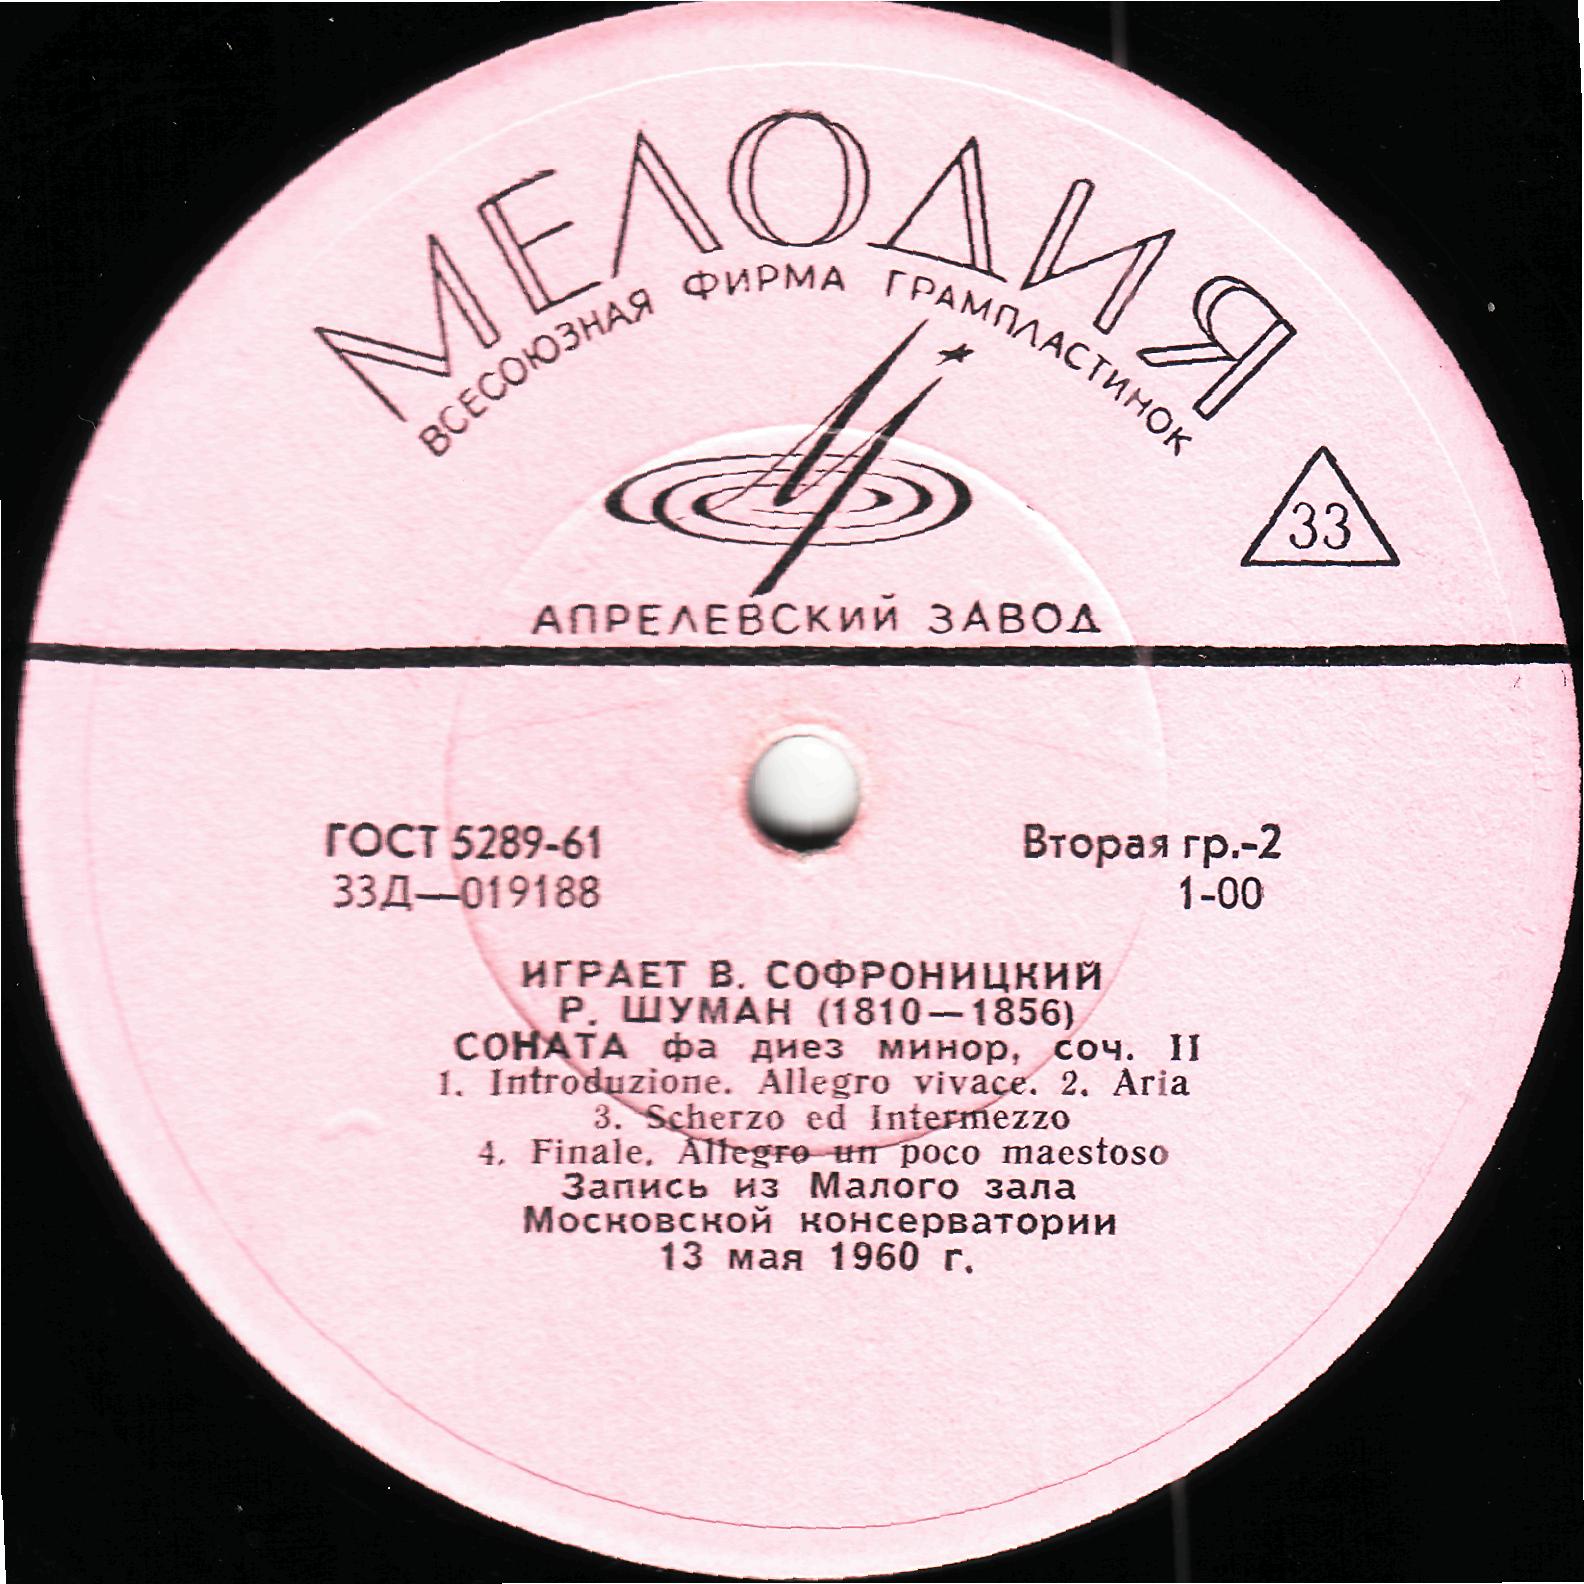 МЕЛОДИЯ
ВСЕСОЮЗНАЯ ФИРМА ГРАМПЛАСТИНОК
33
АПРЕЛЕВСКИЙ ЗАВОД
ГОСТ 5289-61 Вторая гр.-2
33Д—019188 1-00
ИГРАЕТ В. СОФРОНИЦКИЙ
Р. ШУМАН (1810—1856)
СОНАТА фа диез минор, соч. II
1. Introduzione. Allegro vivace. 2. Aria
3. Scherzo ed Intermezzo
4. Finale. Allegro un poco maestoso
Запись из Малого зала
Московской консерватории
13 мая 1960 г.